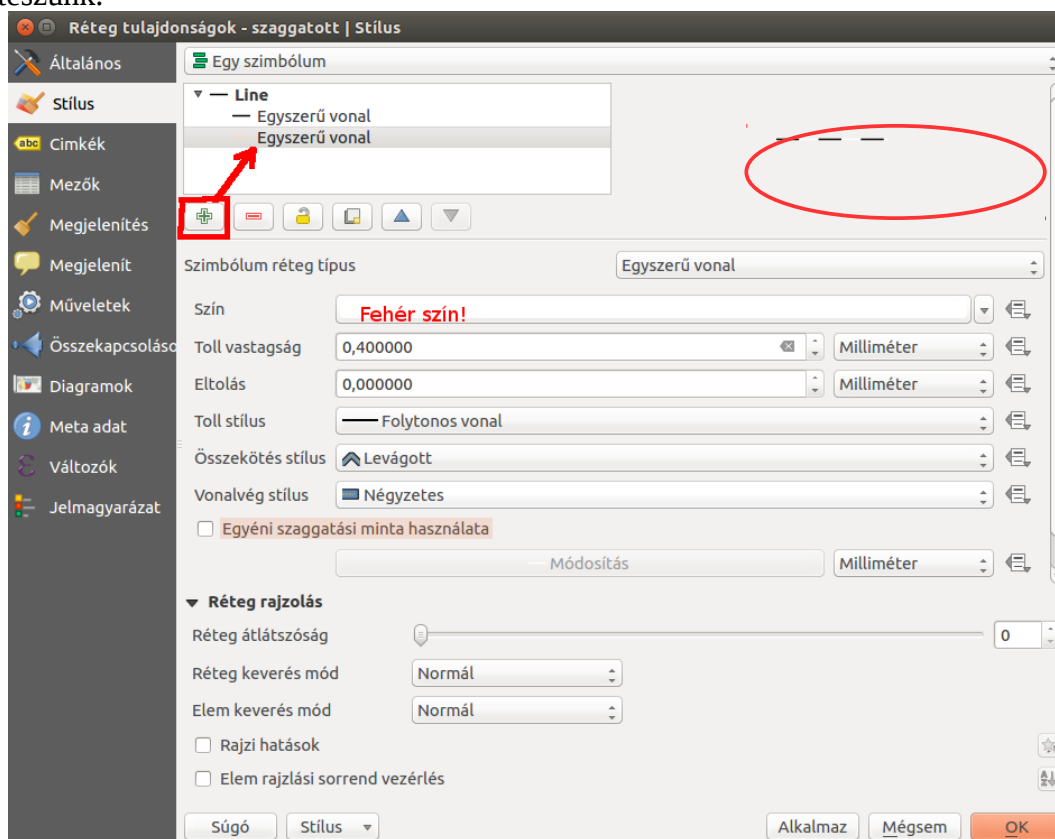 teszünk.
Réteg tulajdonságok - szaggatott | Stílus
Általános
Stílus
abc Cimkék
Mezők
Megjelenítés
Megjelenít
Műveletek
Összekapcsoláso
Diagramok
Meta adat
Változók
Jelmagyarázat
Egy szimbólum
Line
Egyszerű vonal
Egyszerű vonal
Szimbólum réteg típus Egyszerű vonal
Szín Fehér szín!
Toll vastagság 0,400000 Milliméter
Eltolás 0,000000 Milliméter
Toll stílus Folytonos vonal
Összekötés stílus Levágott
Vonalvég stílus Négyzetes
Egyéni szaggatási minta használata
Módosítás Milliméter
Réteg rajzolás
Réteg átlátszóság 0
Réteg keverés mód Normál
Elem keverés mód Normál
Rajzi hatások
Elem rajzlási sorrend vezérlés
Súgó Stílus Alkalmaz Mégsem OK